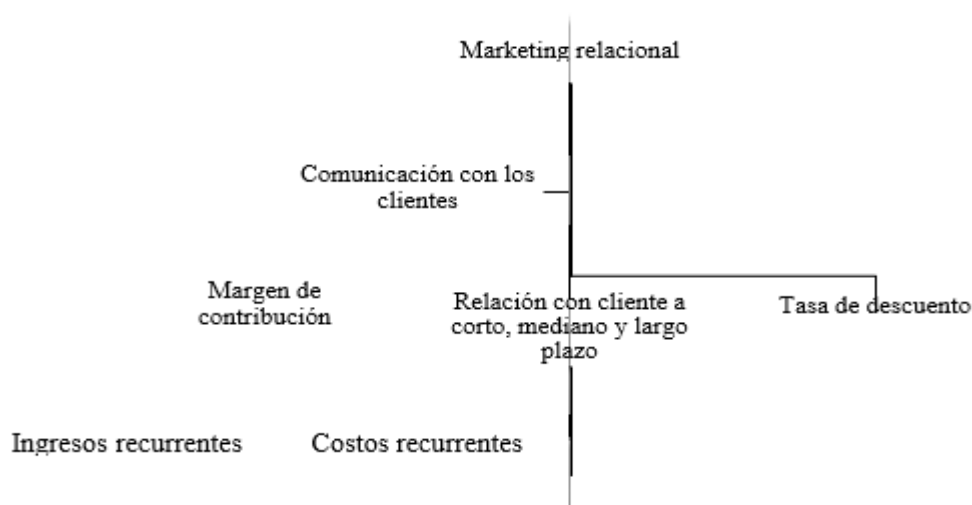 Marketing relacional
Comunicación con los
clientes
Margen de
contribución
Relación con cliente a
corto, mediano y largo
plazo
Tasa de descuento
Ingresos recurrentes
Costos recurrentes